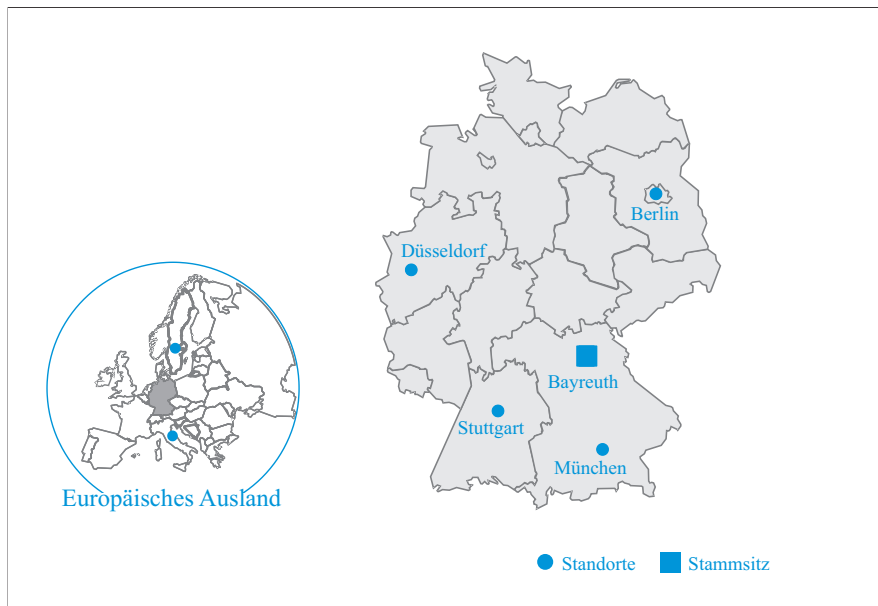 Berlin
Düsseldorf
Bayreuth
Stuttgart
München
Europäisches Ausland
Standorte
Stammsitz